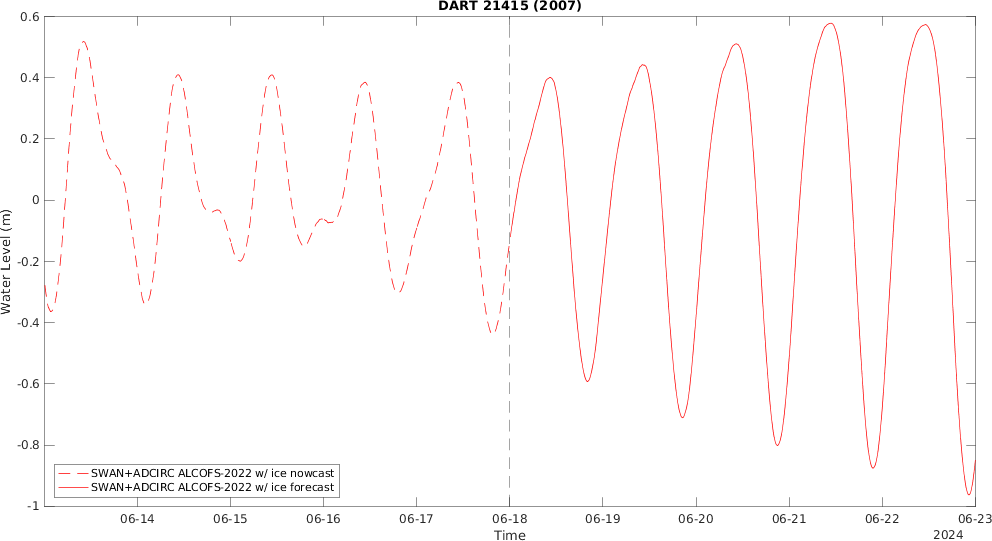 DART 21415 (2007)
0.6
0.4
0.2
0
-0.2
-0.4
-0.6
-0.8
-1
Water Level (m)
SWAN+ADCIRC ALCOFS-2022 w/ ice nowcast
SWAN+ADCIRC ALCOFS-2022 w/ ice forecast
06-14 06-15 06-16 06-17 06-18 06-19 06-20 06-21 06-22 06-23
Time
2024